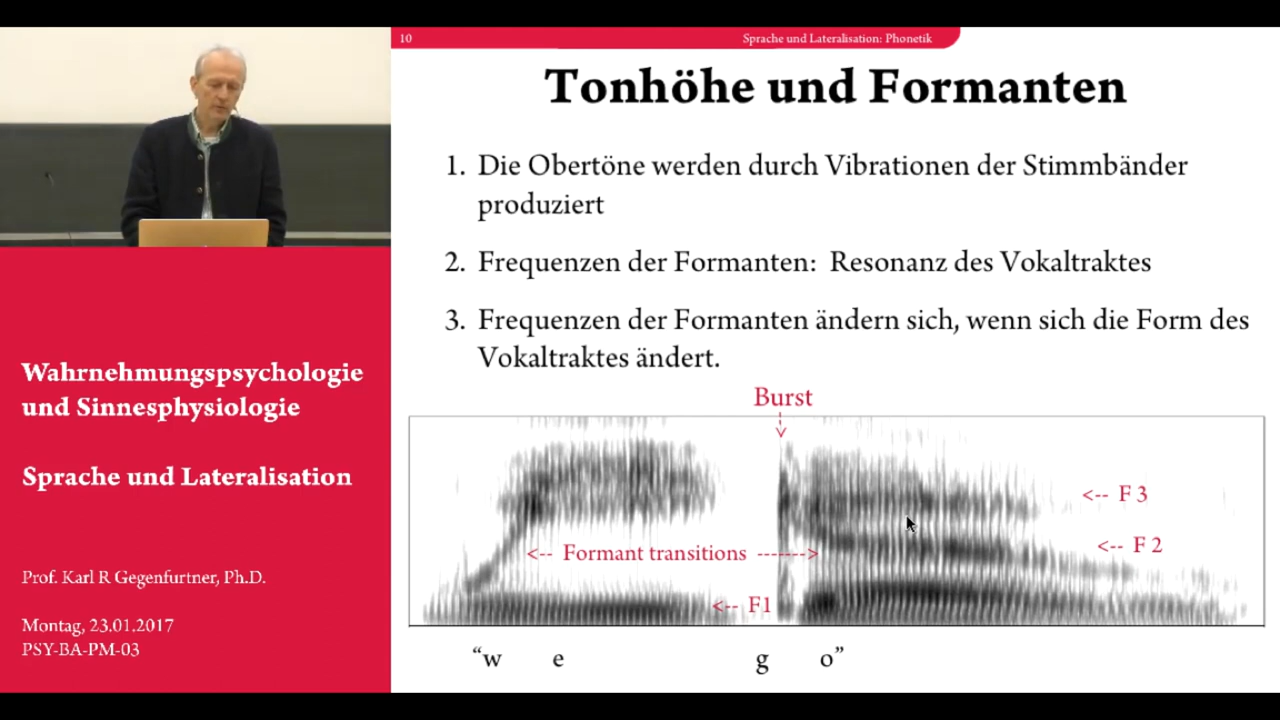 10
Sprache und Lateralisation: Phonetik
Tonhöhe und Formanten
1. Die Obertöne werden durch Vibrationen der Stimmbänder
produziert
2. Frequenzen der Formanten: Resonanz des Vokaltraktes
3. Frequenzen der Formanten ändern sich, wenn sich die Form des
Vokaltraktes ändert.
Burst
<-- F 3
<-- Formant transitions ------>
<-- F 2
<-- F1
“w e g o”
Wahrnehmungspsychologie
und Sinnesphysiologie
Sprache und Lateralisation
Prof. Karl R Gegenfurtner, Ph.D.
Montag, 23.01.2017
PSY-BA-PM-03